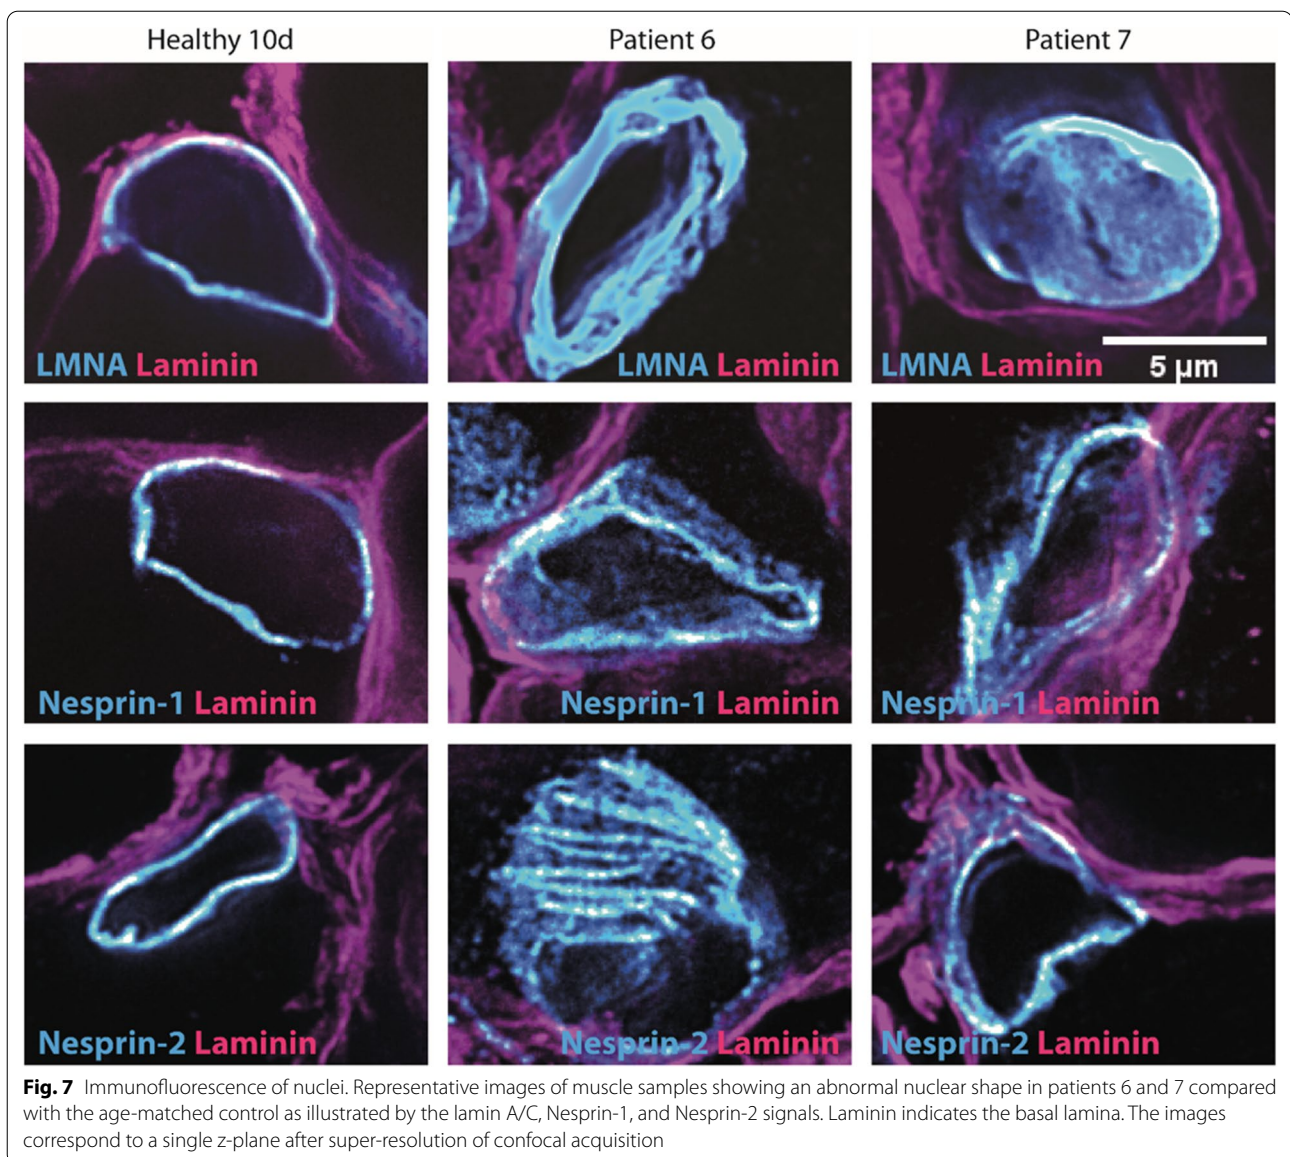 Healthy 10d
Patient 6
Patient 7
LMNA Laminin
LMNA Laminin
LMNA Laminin
5 µm
Nesprin-1 Laminin
Nesprin-1 Laminin
Nesprin-1 Laminin
Nesprin-2 Laminin
Nesprin-2 Laminin
Nesprin-2 Laminin
Fig. 7 Immunofluorescence of nuclei. Representative images of muscle samples showing an abnormal nuclear shape in patients 6 and 7 compared
with the age-matched control as illustrated by the lamin A/C, Nesprin-1, and Nesprin-2 signals. Laminin indicates the basal lamina. The images
correspond to a single z-plane after super-resolution of confocal acquisition